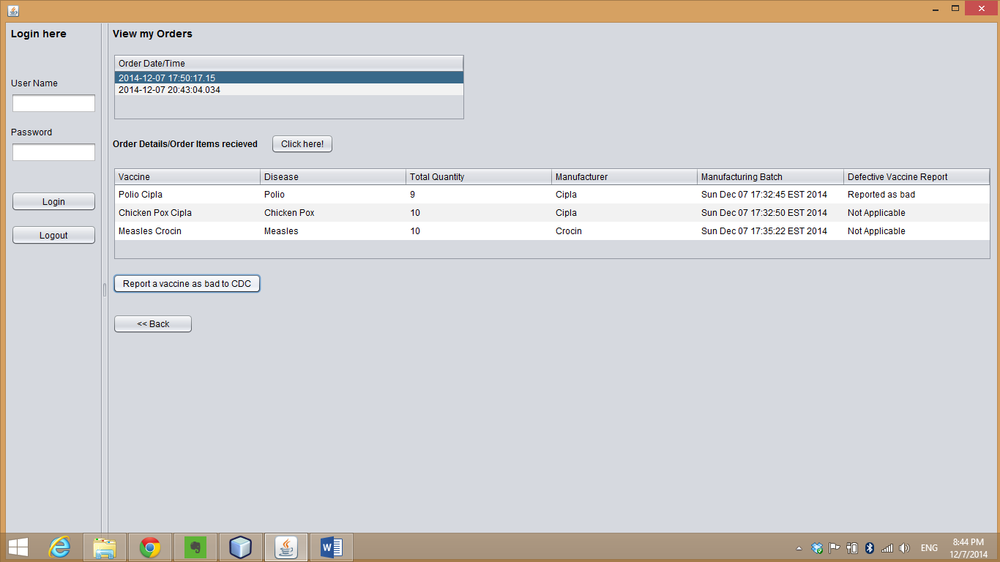 Login here
User Name
Password
Login
Logout
View my Orders
Order Date/Time
2014-12-07 17:50:17.15
2014-12-07 20:43:04.034
Order Details/Order Items recieved Click here!
Vaccine Disease Total Quantity Manufacturer Manufacturing Batch Defective Vaccine Report
Polio Cipla Polio 9 Cipla Sun Dec 07 17:32:45 EST 2014 Reported as bad
Chicken Pox Cipla Chicken Pox 10 Cipla Sun Dec 07 17:32:50 EST 2014 Not Applicable
Measles Crocin Measles 10 Crocin Sun Dec 07 17:35:22 EST 2014 Not Applicable
Report a vaccine as bad to CDC
<< Back
W ENG 8:44 PM
12/7/2014